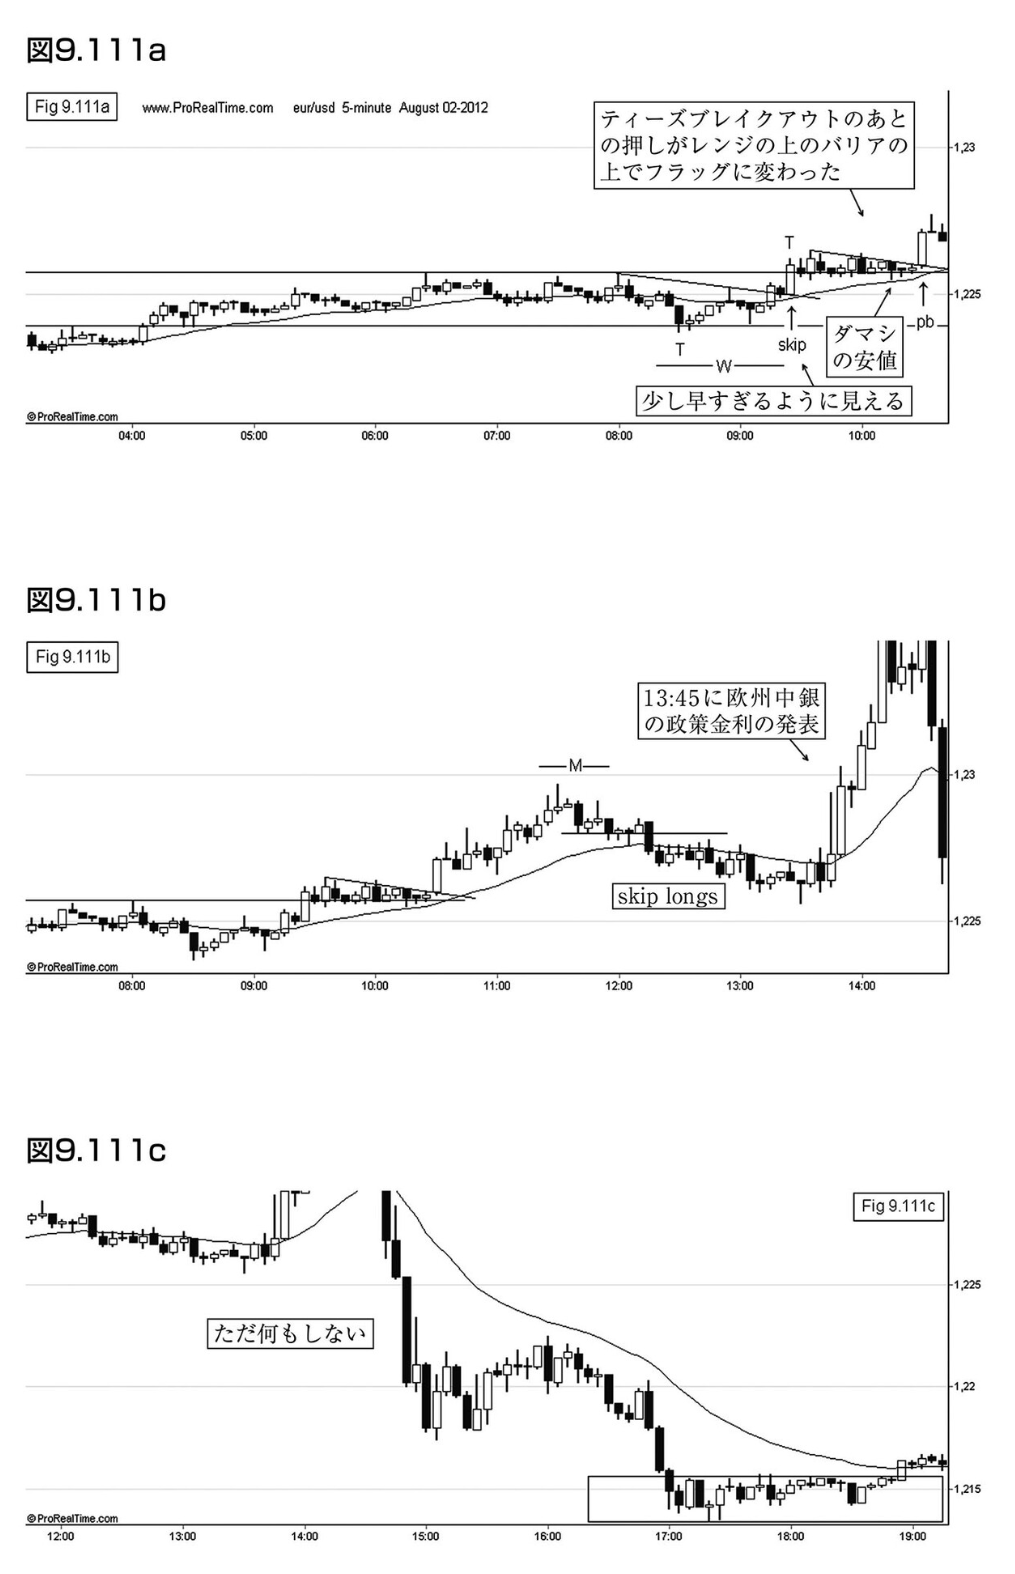 図9.111a
Fig 9.111a
www.ProRealTime.com eur/usd 5-minute August 02-2012
ティーズブレイクアウトのあと
の押しがレンジの上のバリアの
上でフラッグに変わった
1,23
T
1,225
T
skip
pb
W
ダマシ
の安値
少し早すぎるように見える
©ProRealTime.com
04:00 05:00 06:00 07:00 08:00 09:00 10:00
図9.111b
Fig 9.111b
13:45に欧州中銀
の政策金利の発表
M
1,23
skip longs
1,225
©ProRealTime.com
08:00 09:00 10:00 11:00 12:00 13:00 14:00
図9.111c
Fig 9.111c
1,225
ただ何もしない
1,22
1,215
©ProRealTime.com
12:00 13:00 14:00 15:00 16:00 17:00 18:00 19:00